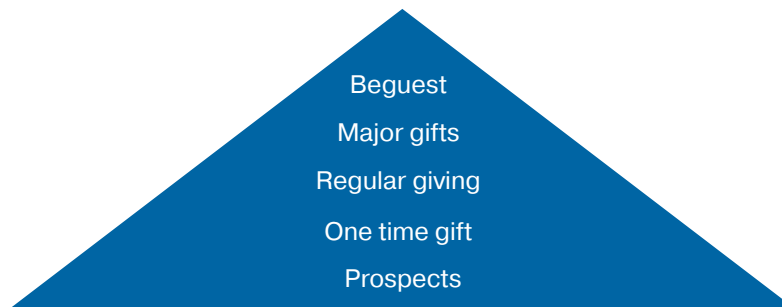 Beguest
Major gifts
Regular giving
One time gift
Prospects